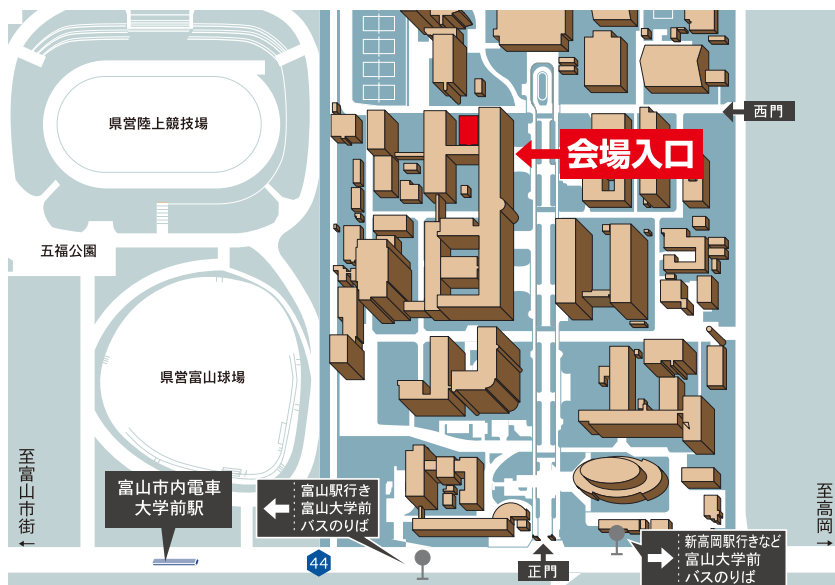 県営陸上競技場
西門
会場入口
五福公園
県営富山球場
至富山市街
←
富山市内電車
大学前駅
← 富山駅行き
富山大学前
バスのりば
44
正門
新高岡駅行きなど
→ 富山大学前
バスのりば
至高岡
→